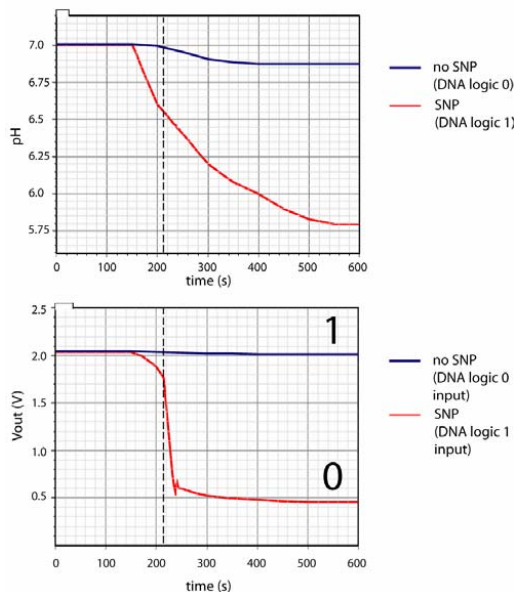 7.0
6.75
6.5
6.25
6.0
5.75
pH
0 100 200 300 400 500 600
time (s)
no SNP
(DNA logic 0)
SNP
(DNA logic 1)
2.5
2.0
1.5
1.0
0.5
Vout (V)
1
0
0 100 200 300 400 500 600
time (s)
no SNP
(DNA logic 0
input)
SNP
(DNA logic 1
input)